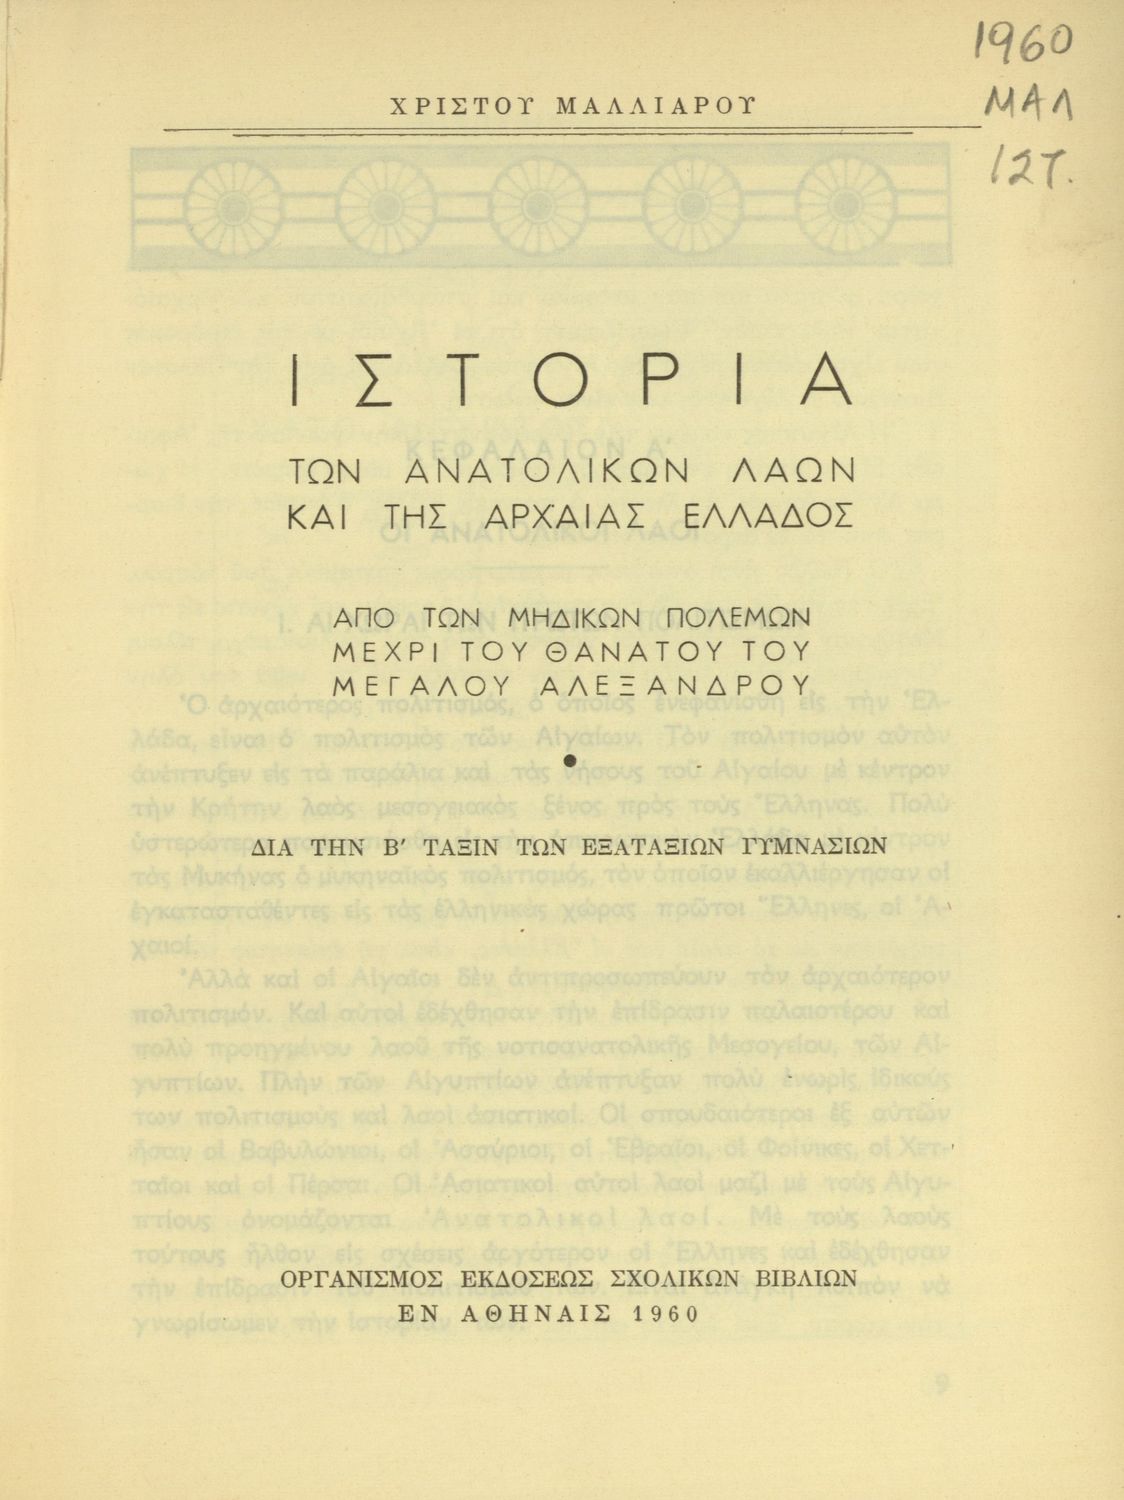 1960
ΜΑΛ
ΧΡΙΣΤΟΥ ΜΑΛΛΙΑΡΟΥ
ΙΣΤΟΡΙΑ
ΤΩΝ ΑΝΑΤΟΛΙΚΩΝ ΛΑΩΝ
ΚΑΙ ΤΗΣ ΑΡΧΑΙΑΣ ΕΛΛΑΔΟΣ
ΑΠΟ ΤΩΝ ΜΗΔΙΚΩΝ ΠΟΛΕΜΩΝ
ΜΕΧΡΙ ΤΟΥ ΘΑΝΑΤΟΥ ΤΟΥ
ΜΕΓΑΛΟΥ ΑΛΕΞΑΝΔΡΟΥ
ΔΙΑ ΤΗΝ Β′ ΤΑΞΙΝ ΤΩΝ ΕΞΑΤΑΞΙΩΝ ΓΥΜΝΑΣΙΩΝ
ΟΡΓΑΝΙΣΜΟΣ ΕΚΔΟΣΕΩΣ ΣΧΟΛΙΚΩΝ ΒΙΒΛΙΩΝ
ΕΝ ΑΘΗΝΑΙΣ 1960